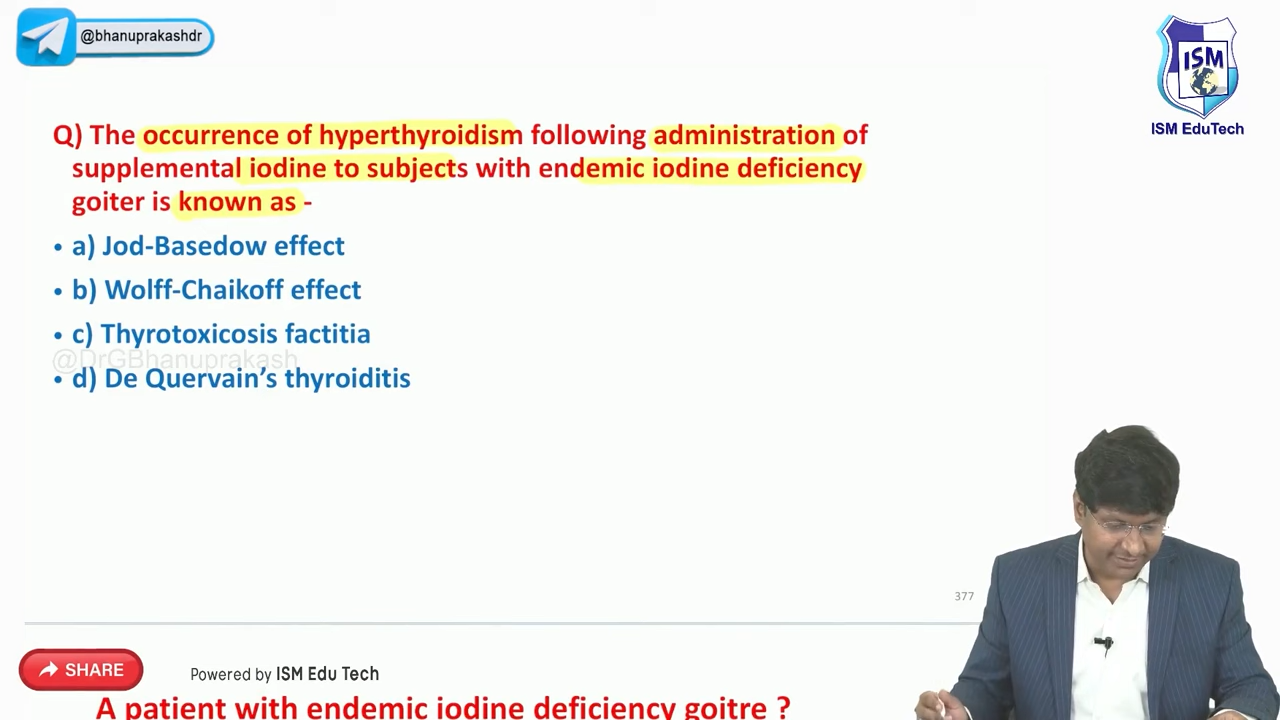 @bhanuprakashdr
ISM
ISM EduTech
Q) The occurrence of hyperthyroidism following administration of
supplemental iodine to subjects with endemic iodine deficiency
goiter is known as -
• a) Jod-Basedow effect
• b) Wolff-Chaikoff effect
• c) Thyrotoxicosis factitia
@DrGBhanuprakash
• d) De Quervain’s thyroiditis
377
SHARE
Powered by ISM Edu Tech
A patient with endemic iodine deficiency goitre ?